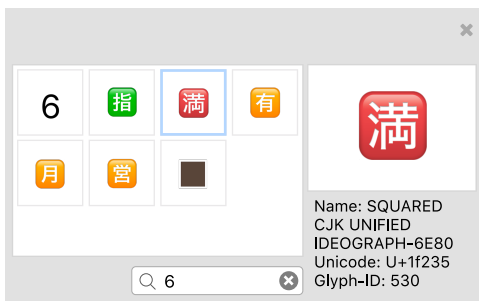 6 指 満 有
満
月 営
Name: SQUARED
CJK UNIFIED
IDEOGRAPH-6E80
Unicode: U+1f235
Glyph-ID: 530
6